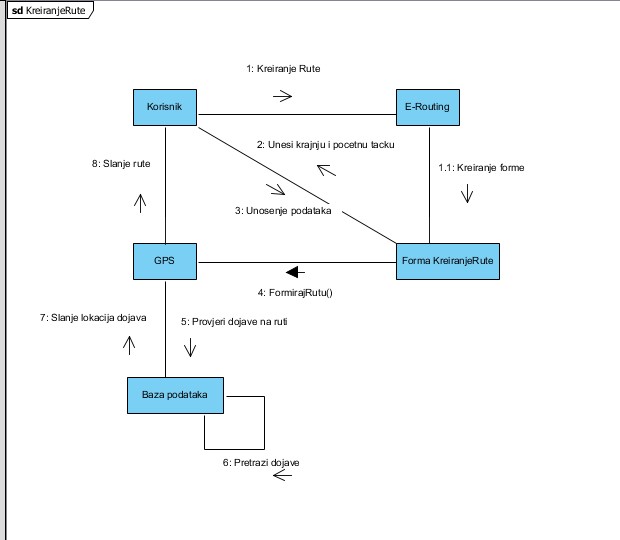 sd KreiranjeRute
1: Kreiranje Rute
Korisnik
E-Routing
2: Unesi krajnju i pocetnu tacku
8: Slanje rute
1.1: Kreiranje forme
3: Unosenje podataka
GPS
Forma KreiranjeRute
4: FormirajRutu()
7: Slanje lokacija dojava
5: Provjeri dojave na ruti
Baza podataka
6: Pretrazi dojave